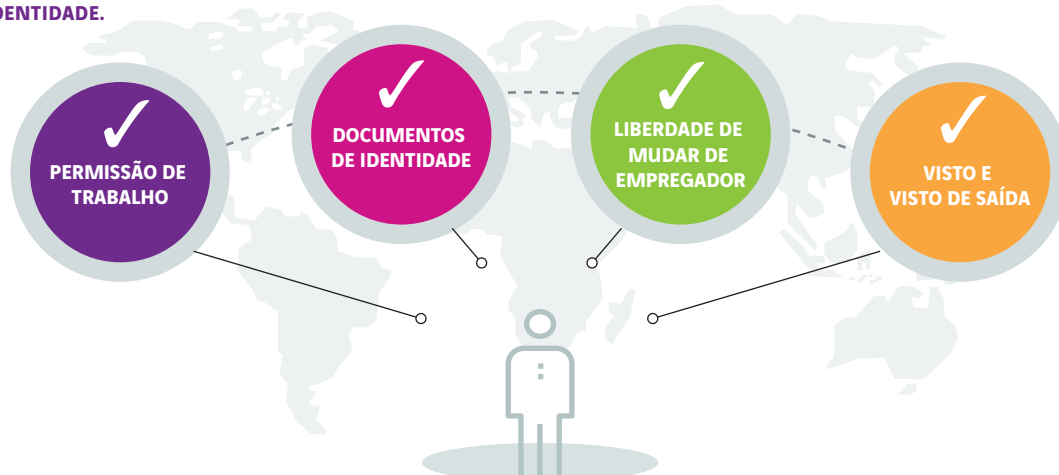 DENTIDADE.
PERMISSÃO DE
TRABALHO
DOCUMENTOS
DE IDENTIDADE
LIBERDADE DE
MUDAR DE
EMPREGADOR
VISTO E
VISTO DE SAÍDA